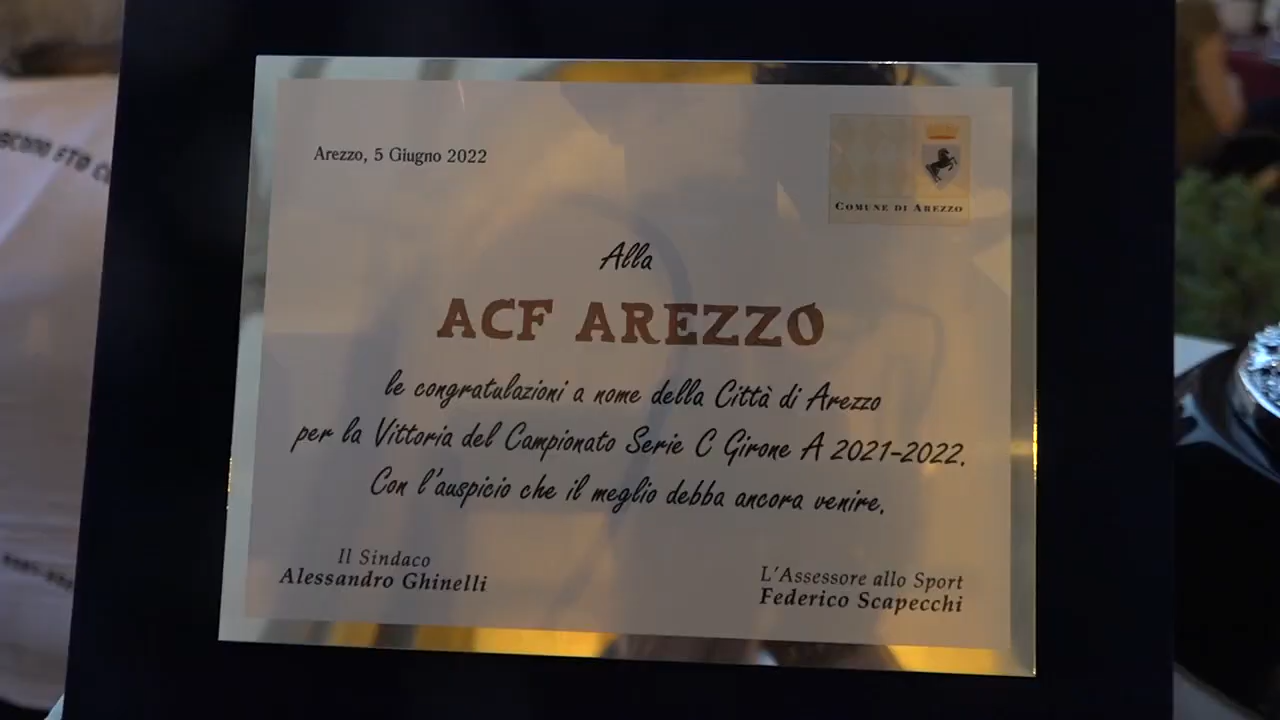 Arezzo, 5 Giugno 2022
COMUNE DI AREZZO
Alla
ACF AREZZO
le congratulazioni a nome della Città di Arezzo
per la Vittoria del Campionato Serie C Girone A 2021-2022.
Con l'auspicio che il meglio debba ancora venire.
Il Sindaco
Alessandro Ghinelli
L'Assessore allo Sport
Federico Scapecchi